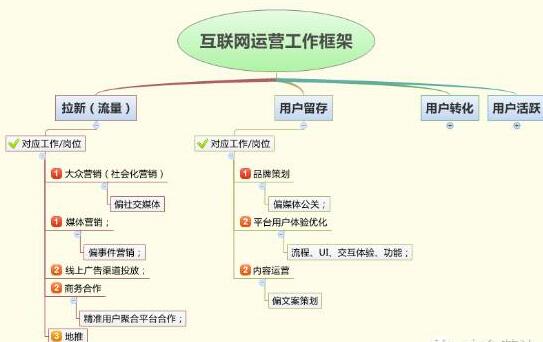 互联网运营工作框架
拉新（流量）
用户留存
用户转化
用户活跃
对应工作/岗位
1 大众营销（社会化营销）
偏社交媒体
1 媒体营销；
偏事件营销；
2 线上广告渠道投放；
2 商务合作
精准用户聚合平台合作；
3 地推
对应工作/岗位
1 品牌策划
偏媒体公关；
2 平台用户体验优化
流程、UI、交互体验、功能；
2 内容运营
偏文案策划